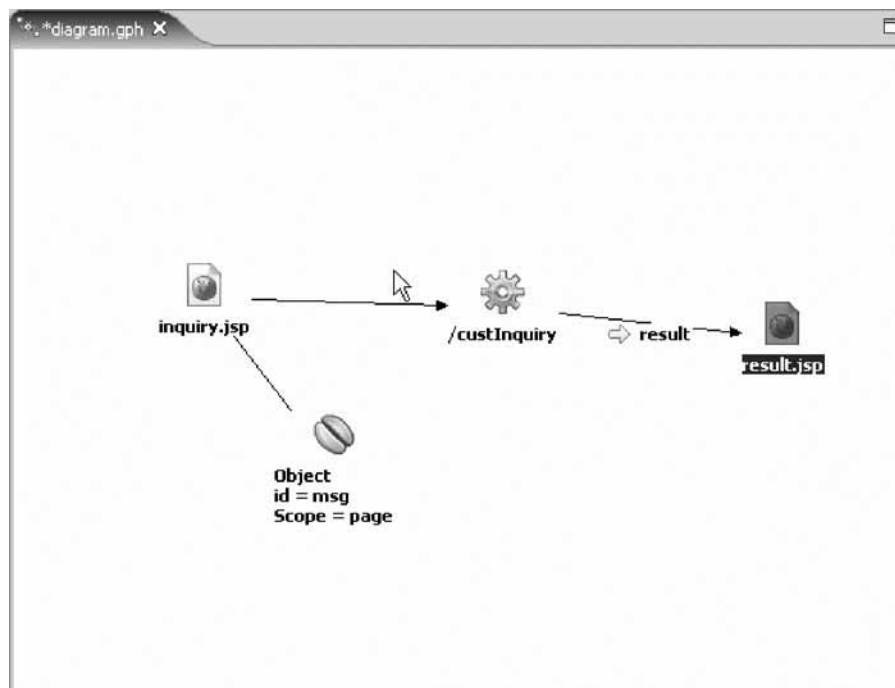 *diagram.gph
inquiry.jsp
/custInquiry
result
result.jsp
Object
id = msg
Scope = page